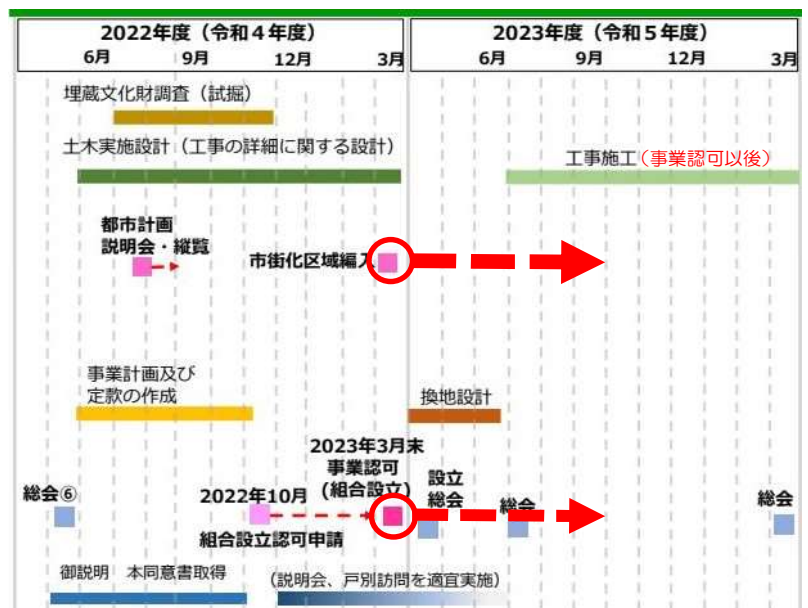 2022年度（令和４年度）
2023年度（令和５年度）
6月
9月
12月
3月
6月
9月
12月
3月
埋蔵文化財調査（試掘）
土木実施設計（工事の詳細に関する設計）
工事施工（事業認可以後）
都市計画
説明会・縦覧
市街化区域編入
事業計画及び
定款の作成
換地設計
2023年3月末
事業認可
（組合設立）
総会⑥
2022年10月
組合設立認可申請
設立
総会
総会
総会
御説明　本同意書取得
（説明会、戸別訪問を適宜実施）